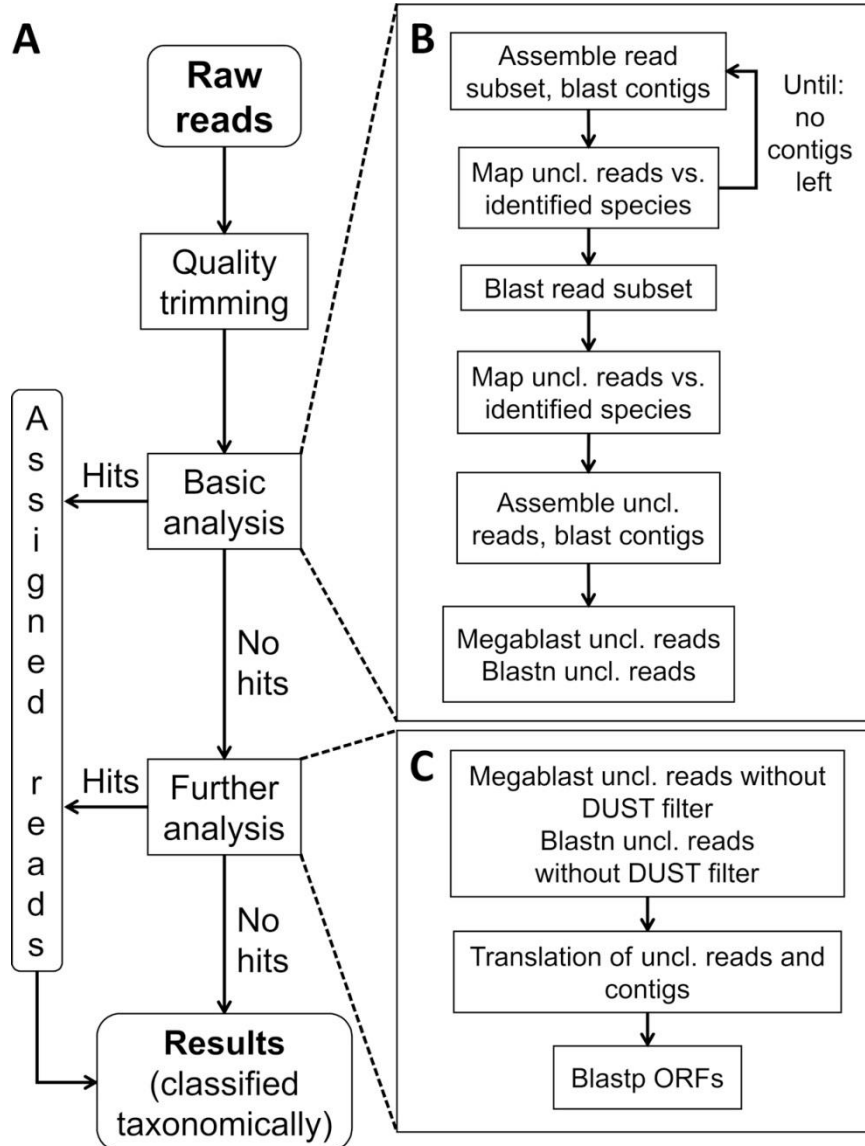 A
Raw
reads
Quality
trimming
Hits
Basic
analysis
No
hits
Hits
Further
analysis
No
hits
Assigned reads
Results
(classified
taxonomically)
B
Assemble read
subset, blast contigs
Until:
no
contigs
left
Map uncl. reads vs.
identified species
Blast read subset
Map uncl. reads vs.
identified species
Assemble uncl.
reads, blast contigs
Megablast uncl. reads
Blastn uncl. reads
C
Megablast uncl. reads without
DUST filter
Blastn uncl. reads
without DUST filter
Translation of uncl. reads and
contigs
Blastp ORFs